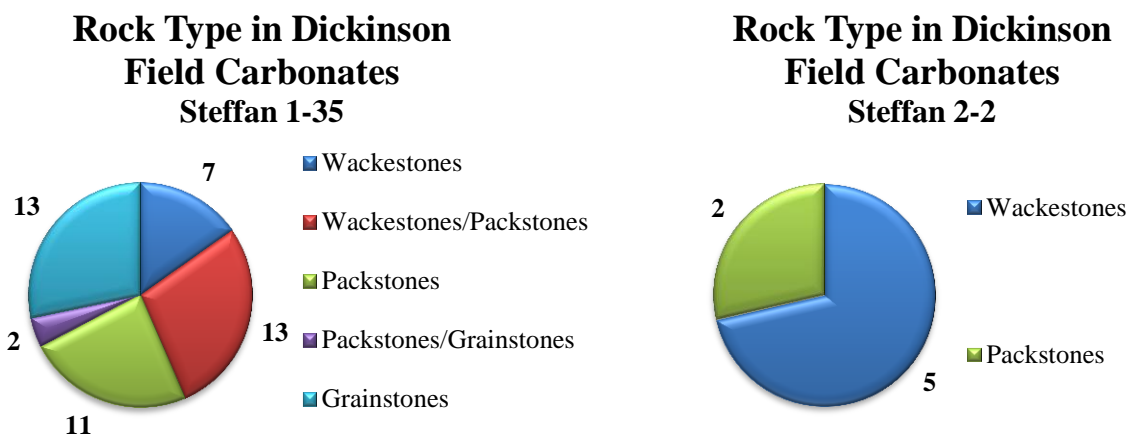 Rock Type in Dickinson
Field Carbonates
Steffan 1-35
7
13
11
2
13
Wackestones
Wackestones/Packstones
Packstones
Packstones/Grainstones
Grainstones
Rock Type in Dickinson
Field Carbonates
Steffan 2-2
2
5
Wackestones
Packstones